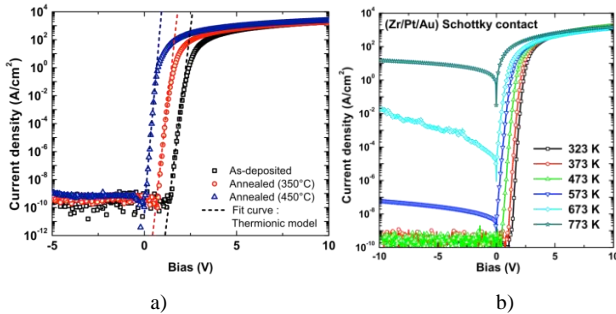 a)
10^4
10^2
10^0
10^-2
10^-4
10^-6
10^-8
10^-10
10^-12
Current density (A/cm^2)
As-deposited
Annealed (350°C)
Annealed (450°C)
Fit curve :
Thermionic model
-5
0
5
10
Bias (V)
b)
10^4
10^2
10^0
10^-2
10^-4
10^-6
10^-8
10^-10
Current density (A/cm^2)
(Zr/Pt/Au) Schottky contact
323 K
373 K
473 K
573 K
673 K
773 K
-10
-5
0
5
10
Bias (V)
a)
b)